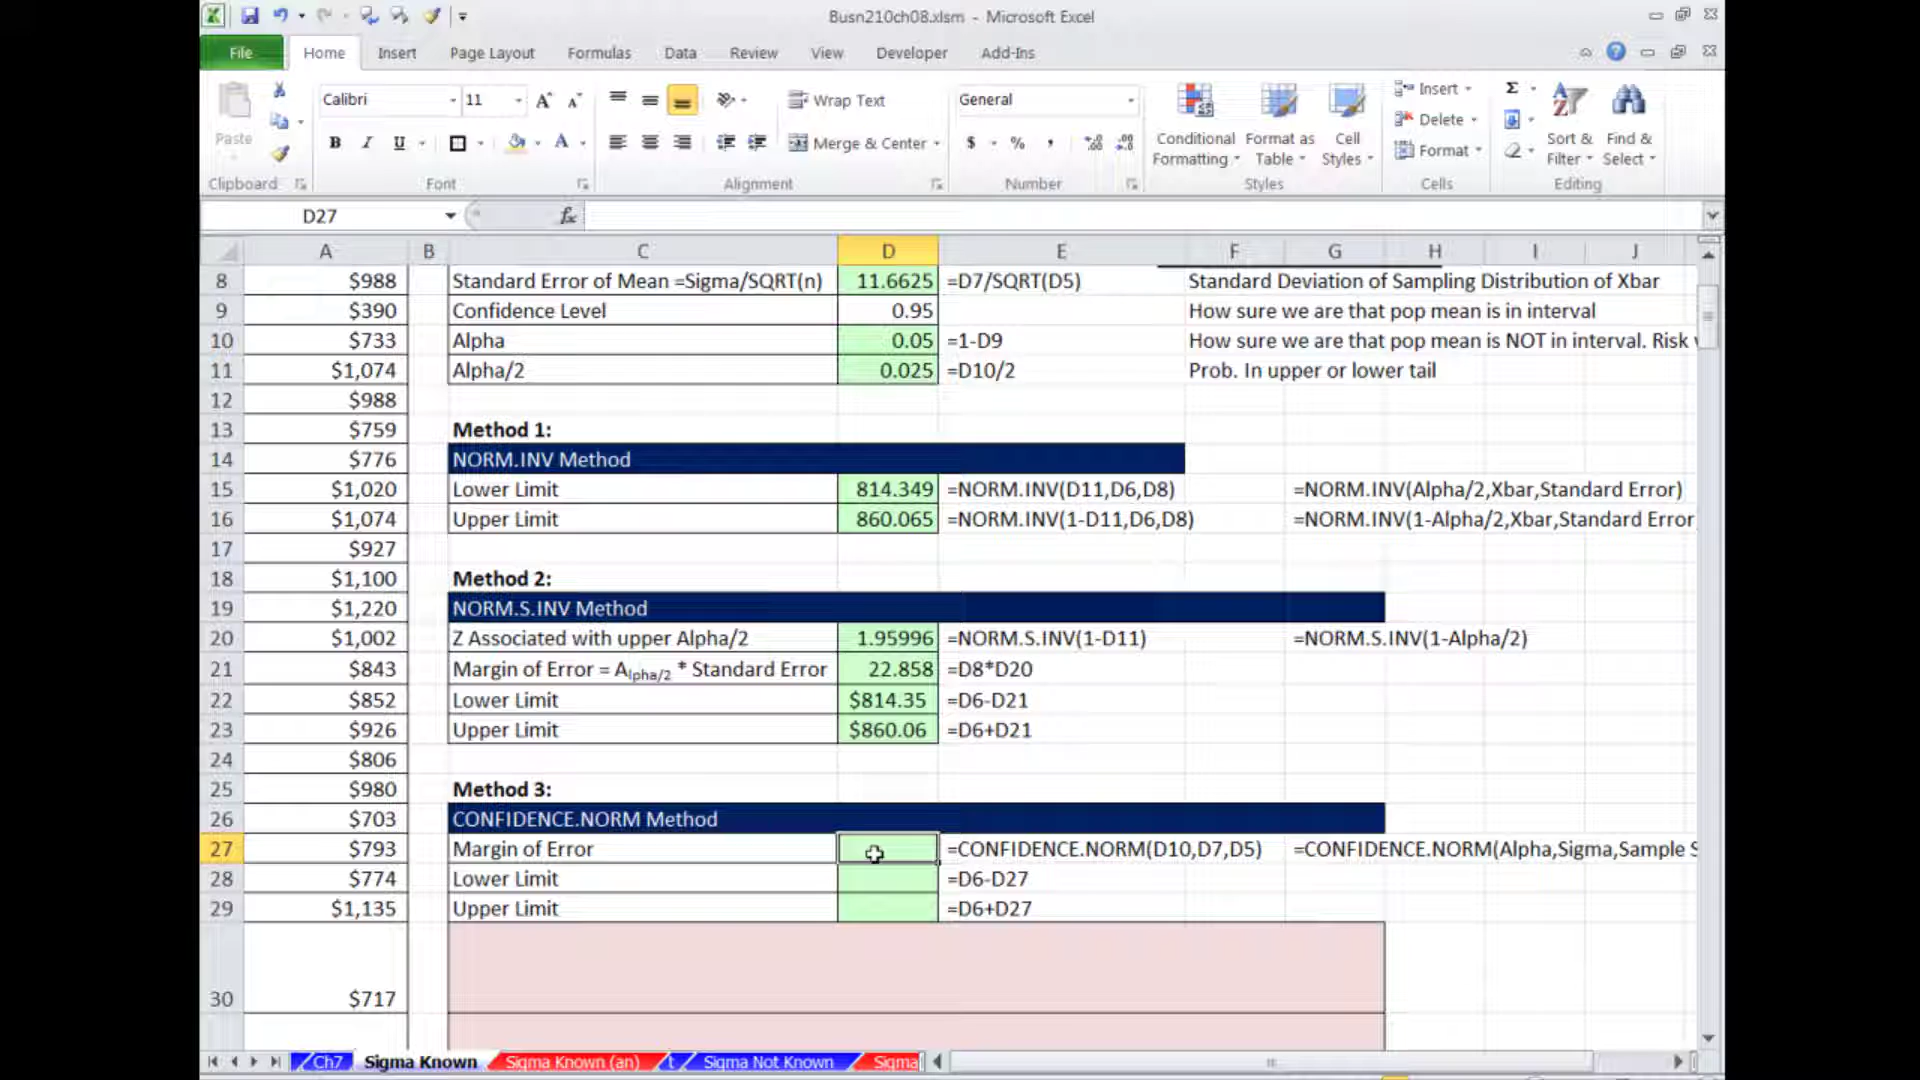 Busn210ch08.xlsm - Microsoft Excel
File Home Insert Page Layout Formulas Data Review View Developer Add-Ins
Paste
Calibri 11
B I U
Wrap Text
Merge & Center
General
$ % ,
Conditional Formatting
Format as Table
Cell Styles
Insert
Delete
Format
Sort & Filter
Find & Select
Clipboard Font Alignment Number Styles Cells Editing
D27 fx
A B C D E F G H I J
8 $988 Standard Error of Mean =Sigma/SQRT(n) 11.6625 =D7/SQRT(D5) Standard Deviation of Sampling Distribution of Xbar
9 $390 Confidence Level 0.95 How sure we are that pop mean is in interval
10 $733 Alpha 0.05 =1-D9 How sure we are that pop mean is NOT in interval. Risk
11 $1,074 Alpha/2 0.025 =D10/2 Prob. In upper or lower tail
12 $988
13 $759 Method 1:
14 $776 NORM.INV Method
15 $1,020 Lower Limit 814.349 =NORM.INV(D11,D6,D8) =NORM.INV(Alpha/2,Xbar,Standard Error)
16 $1,074 Upper Limit 860.065 =NORM.INV(1-D11,D6,D8) =NORM.INV(1-Alpha/2,Xbar,Standard Error
17 $927
18 $1,100 Method 2:
19 $1,220 NORM.S.INV Method
20 $1,002 Z Associated with upper Alpha/2 1.95996 =NORM.S.INV(1-D11) =NORM.S.INV(1-Alpha/2)
21 $843 Margin of Error = Alpha/2 * Standard Error 22.858 =D8*D20
22 $852 Lower Limit $814.35 =D6-D21
23 $926 Upper Limit $860.06 =D6+D21
24 $806
25 $980 Method 3:
26 $703 CONFIDENCE.NORM Method
27 $793 Margin of Error =CONFIDENCE.NORM(D10,D7,D5) =CONFIDENCE.NORM(Alpha,Sigma,Sample S
28 $774 Lower Limit =D6-D27
29 $1,135 Upper Limit =D6+D27
30 $717
Ch7 Sigma Known Sigma Known (an) t Sigma Not Known Sigma